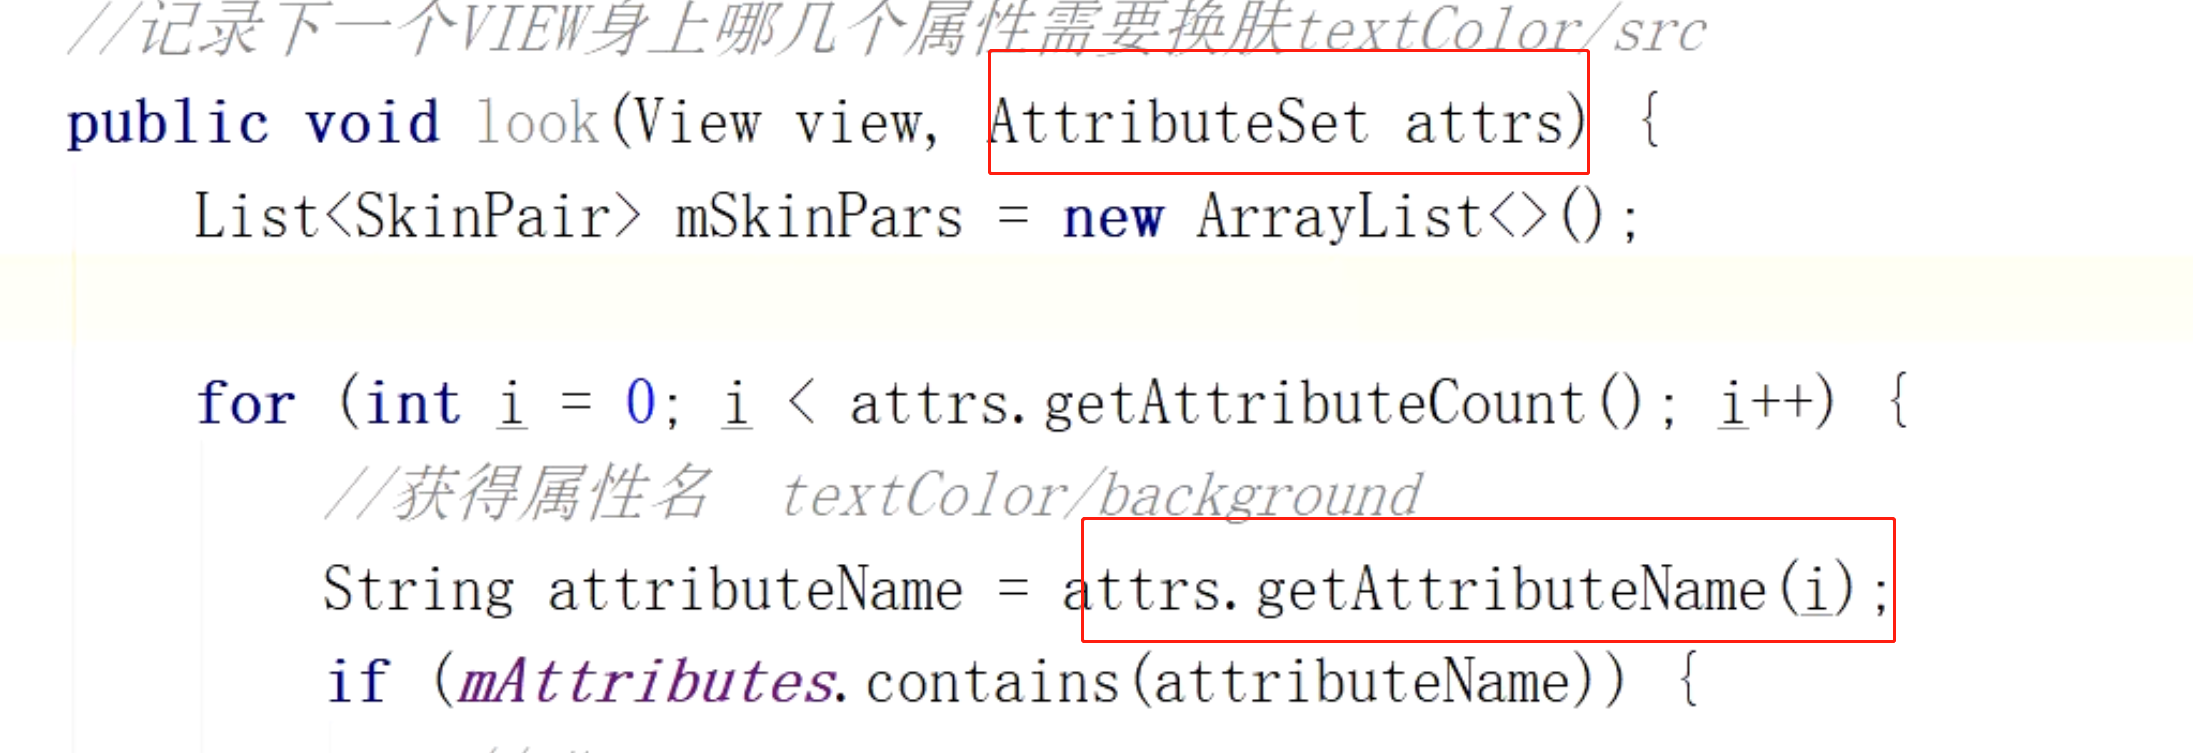 //记录下一个VIEW身上哪几个属性需要换肤textColor/src
public void look(View view, AttributeSet attrs) {
List<SkinPair> mSkinPars = new ArrayList<>();
for (int i = 0; i < attrs.getAttributeCount(); i++) {
//获得属性名 textColor/background
String attributeName = attrs.getAttributeName(i);
if (mAttributes.contains(attributeName)) {